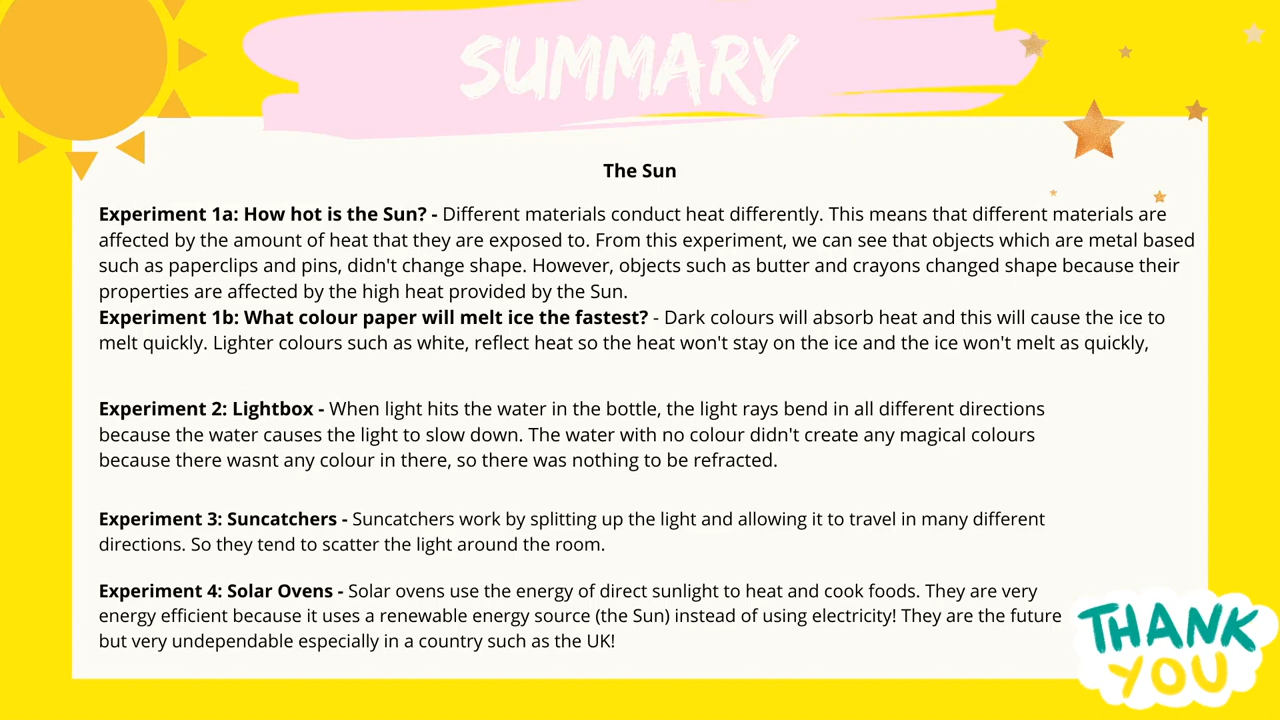 SUMMARY
The Sun
Experiment 1a: How hot is the Sun? - Different materials conduct heat differently. This means that different materials are
affected by the amount of heat that they are exposed to. From this experiment, we can see that objects which are metal based
such as paperclips and pins, didn't change shape. However, objects such as butter and crayons changed shape because their
properties are affected by the high heat provided by the Sun.
Experiment 1b: What colour paper will melt ice the fastest? - Dark colours will absorb heat and this will cause the ice to
melt quickly. Lighter colours such as white, reflect heat so the heat won't stay on the ice and the ice won't melt as quickly,
Experiment 2: Lightbox - When light hits the water in the bottle, the light rays bend in all different directions
because the water causes the light to slow down. The water with no colour didn't create any magical colours
because there wasnt any colour in there, so there was nothing to be refracted.
Experiment 3: Suncatchers - Suncatchers work by splitting up the light and allowing it to travel in many different
directions. So they tend to scatter the light around the room.
Experiment 4: Solar Ovens - Solar ovens use the energy of direct sunlight to heat and cook foods. They are very
energy efficient because it uses a renewable energy source (the Sun) instead of using electricity! They are the future
but very undependable especially in a country such as the UK!
THANK
YOU